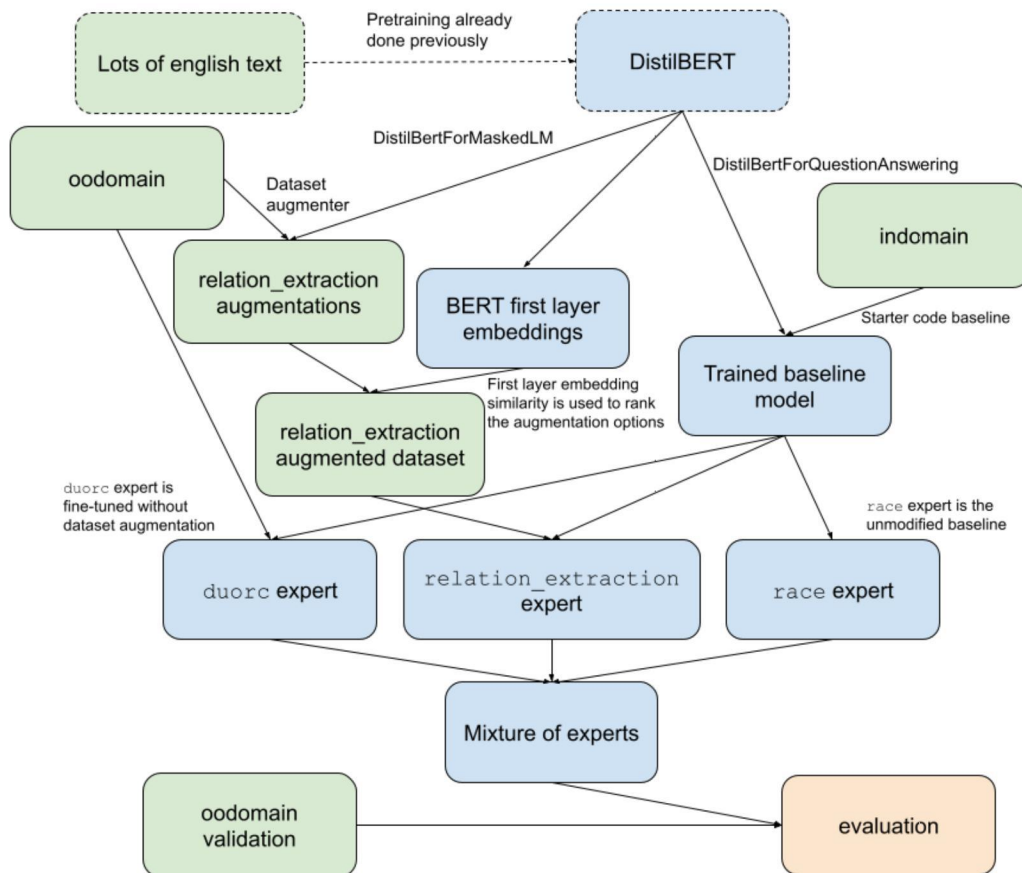 Pretraining already
done previously
Lots of english text
DistilBERT
DistilBertForMaskedLM
DistilBertForQuestionAnswering
oodomain
Dataset
augmenter
indomain
relation_extraction
augmentations
BERT first layer
embeddings
Starter code baseline
Trained baseline
model
First layer embedding
similarity is used to rank
the augmentation options
relation_extraction
augmented dataset
duorc expert is
fine-tuned without
dataset augmentation
race expert is the
unmodified baseline
duorc expert
relation_extraction
expert
race expert
Mixture of experts
oodomain
validation
evaluation